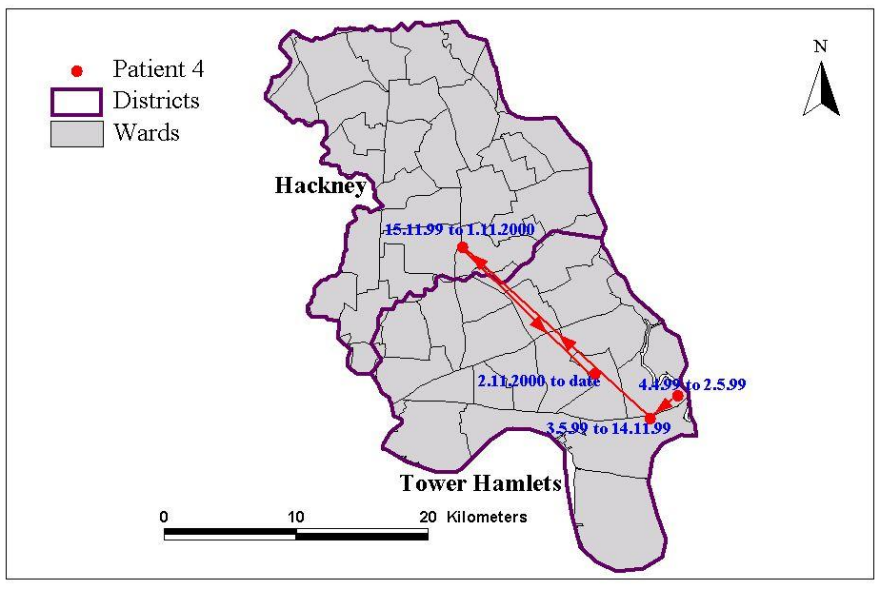 N
Patient 4
Districts
Wards
Hackney
15.11.99 to 1.11.2000
2.11.2000 to date
4.4.99 to 2.5.99
3.5.99 to 14.11.99
Tower Hamlets
0 10 20 Kilometers